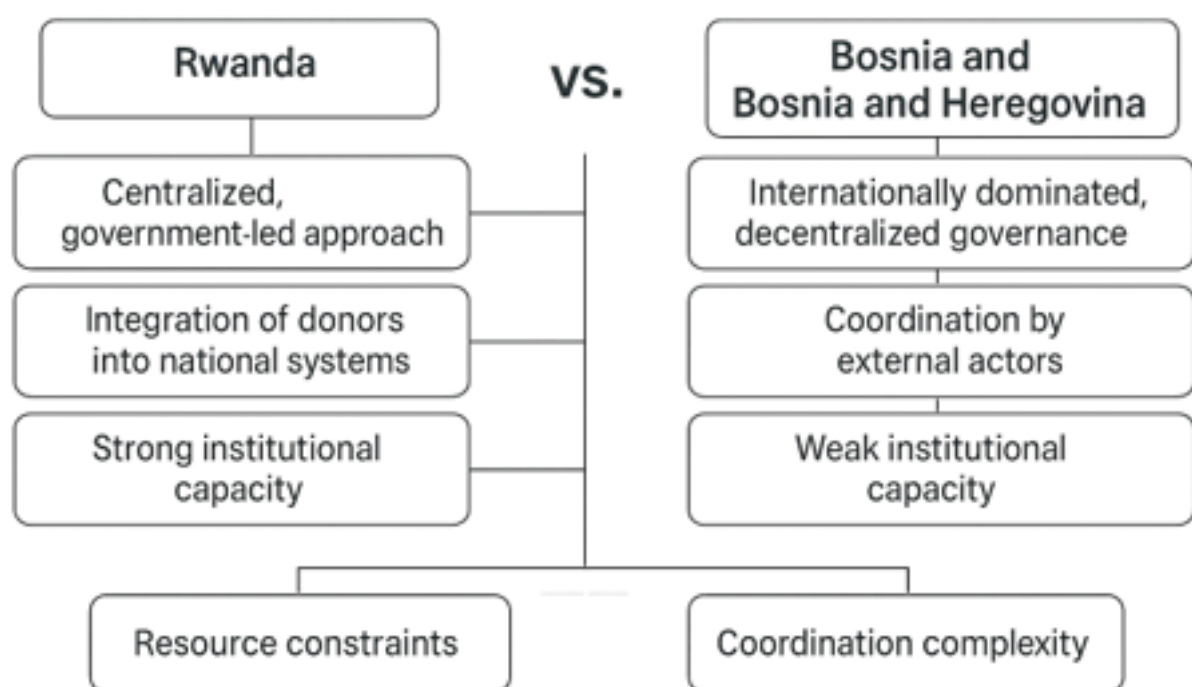 Rwanda
vs.
Bosnia and
Bosnia and Heregovina
Centralized,
government-led approach
Internationally dominated,
decentralized governance
Integration of donors
into national systems
Coordination by
external actors
Strong institutional
capacity
Weak institutional
capacity
Resource constraints
Coordination complexity